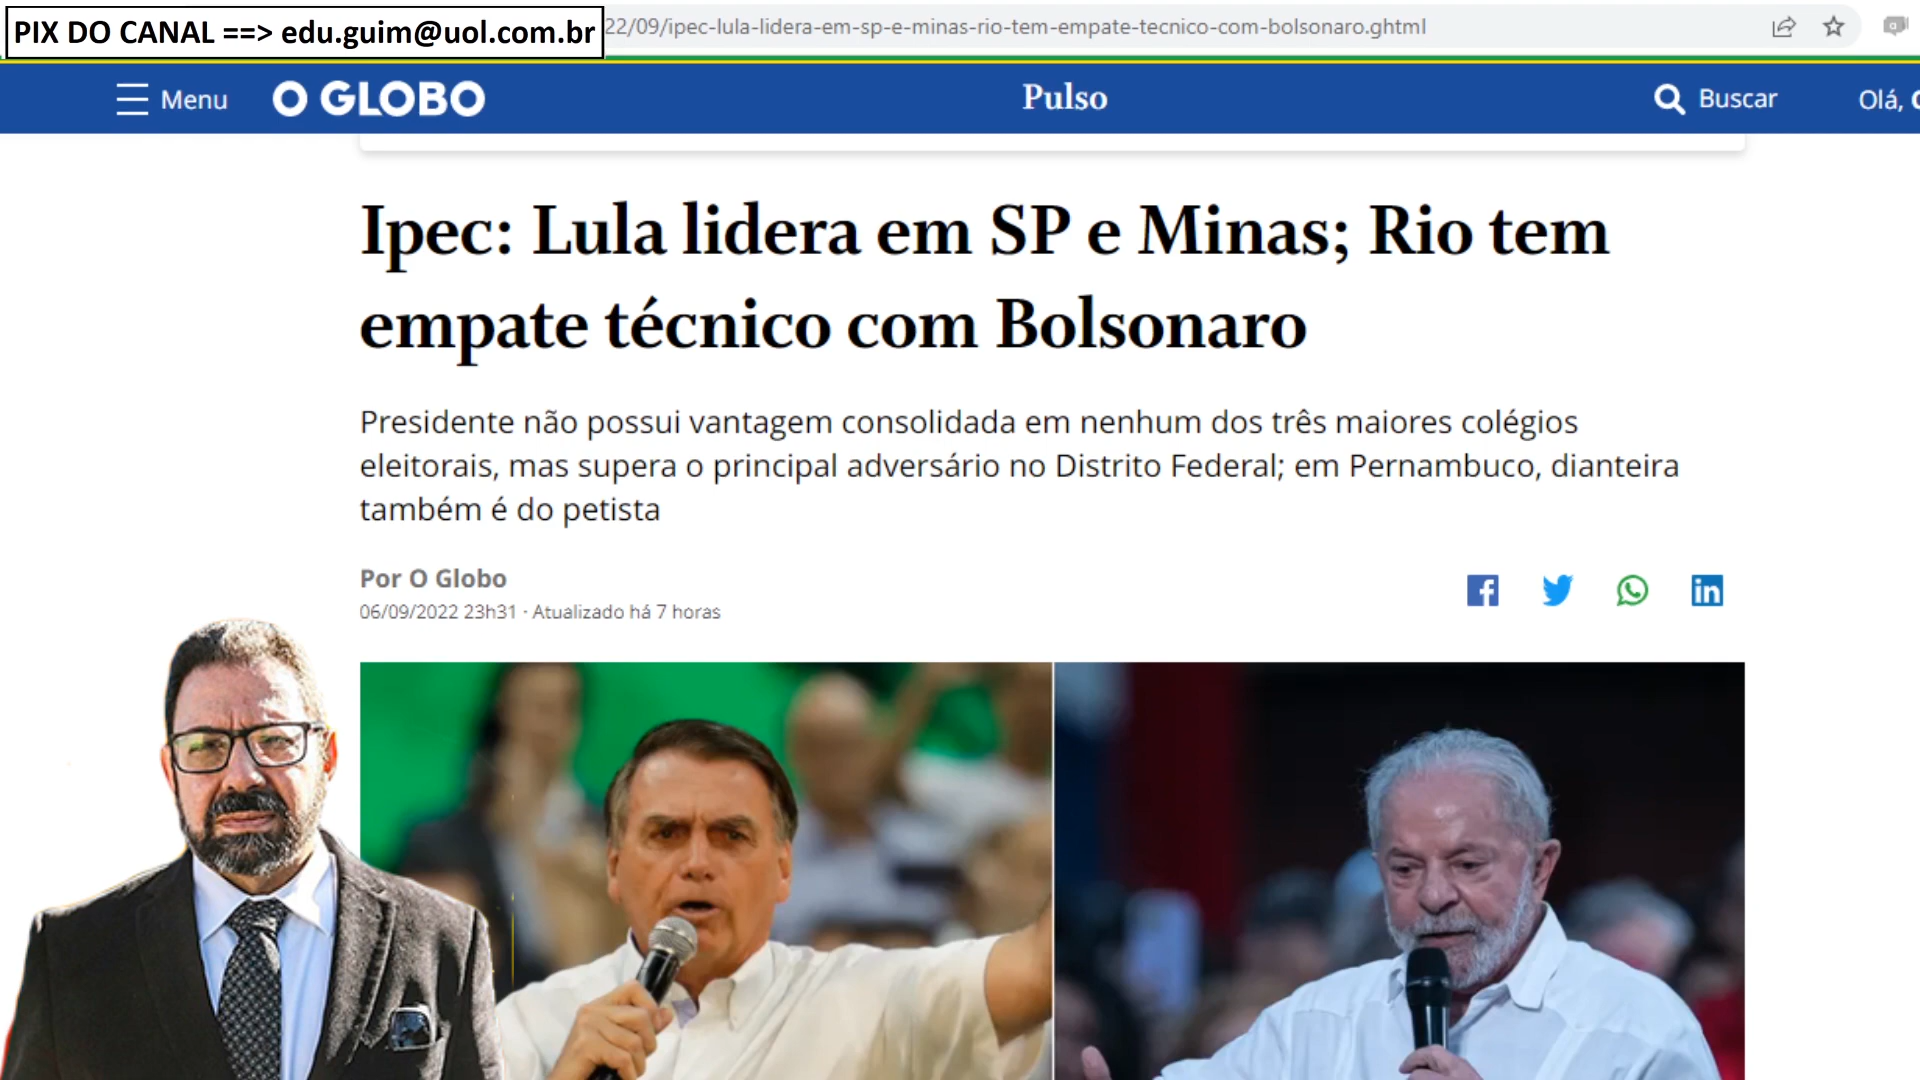 PIX DO CANAL ==> edu.guim@uol.com.br
22/09/ipec-lula-lidera-em-sp-e-minas-rio-tem-empate-tecnico-com-bolsonaro.ghtml
Menu
O GLOBO
Pulso
Buscar
Olá,
Ipec: Lula lidera em SP e Minas; Rio tem
empate técnico com Bolsonaro
Presidente não possui vantagem consolidada em nenhum dos três maiores colégios
eleitorais, mas supera o principal adversário no Distrito Federal; em Pernambuco, dianteira
também é do petista
Por O Globo
06/09/2022 23h31 · Atualizado há 7 horas